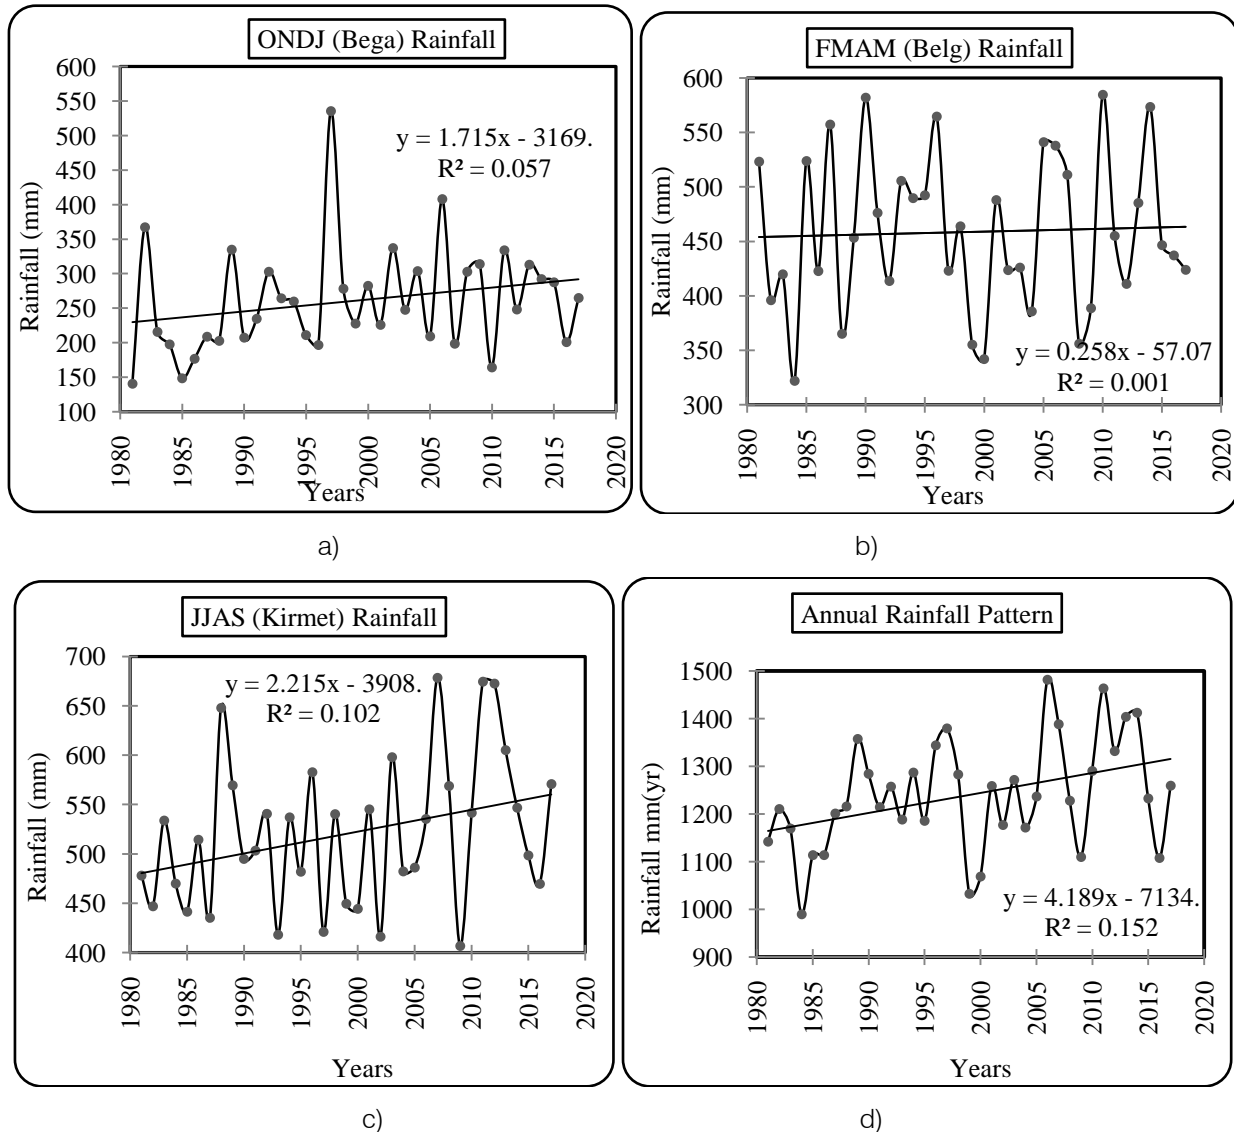 ONDJ (Bega) Rainfall
600
550
500
450
400
350
300
250
200
150
100
Rainfall (mm)
y = 1.715x - 3169.
R² = 0.057
1980
1985
1990
1995
2000
2005
2010
2015
2020
Years
a)
FMAM (Belg) Rainfall
600
550
500
450
400
350
300
Rainfall (mm)
y = 0.258x - 57.07
R² = 0.001
1980
1985
1990
1995
2000
2005
2010
2015
2020
Years
b)
JJAS (Kirmet) Rainfall
700
650
600
550
500
450
400
Rainfall (mm)
y = 2.215x - 3908.
R² = 0.102
1980
1985
1990
1995
2000
2005
2010
2015
2020
Years
c)
Annual Rainfall Pattern
1500
1400
1300
1200
1100
1000
900
Rainfall mm(yr)
y = 4.189x - 7134.
R² = 0.152
1980
1985
1990
1995
2000
2005
2010
2015
2020
Years
d)